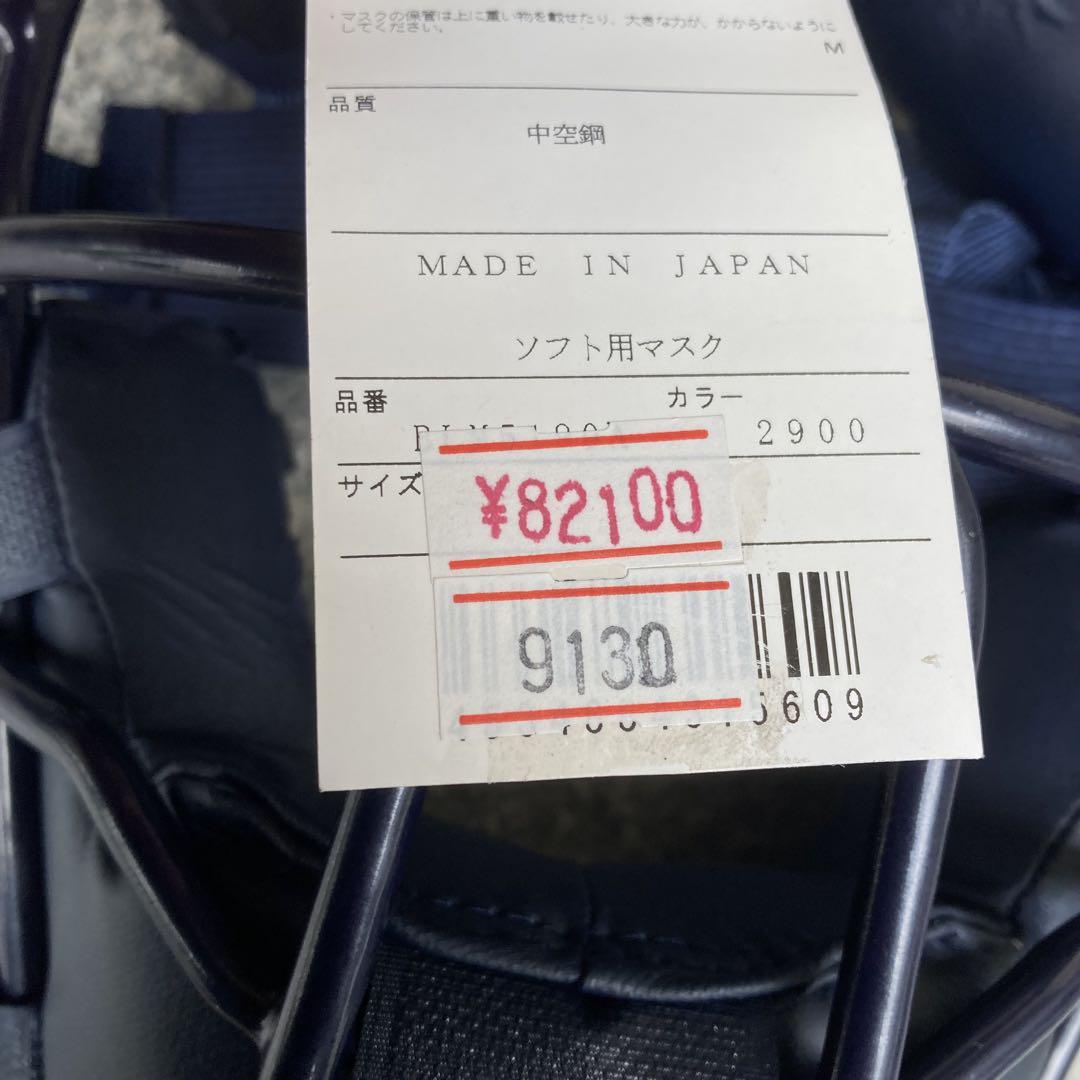 ・マスクの保管は上に重い物を載せたり、大きな力が、かからないように
してください。
M
品質
中空鋼
MADE IN JAPAN
ソフト用マスク
品番 カラー
2900
サイズ
¥82100
9130
5609